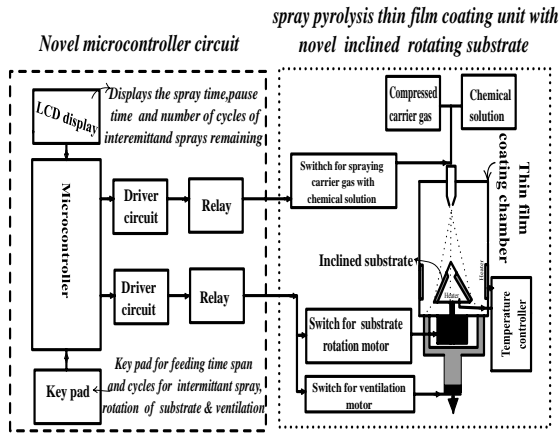 Novel microcontroller circuit
spray pyrolysis thin film coating unit with
novel inclined rotating substrate
LCD display
Displays the spray time,pause
time and number of cycles of
interemittand sprays remaining
Microcontroller
Driver
circuit
Relay
Driver
circuit
Relay
Key pad
Key pad for feeding time span
and cycles for intermittant spray,
rotation of substrate & ventilation
Compressed
carrier gas
Chemical
solution
Swithch for spraying
carrier gas with
chemical solution
Thin film
coating chamber
Inclined substrate
Heater
Heater
Temperature
controller
Switch for substrate
rotation motor
Switch for ventilation
motor